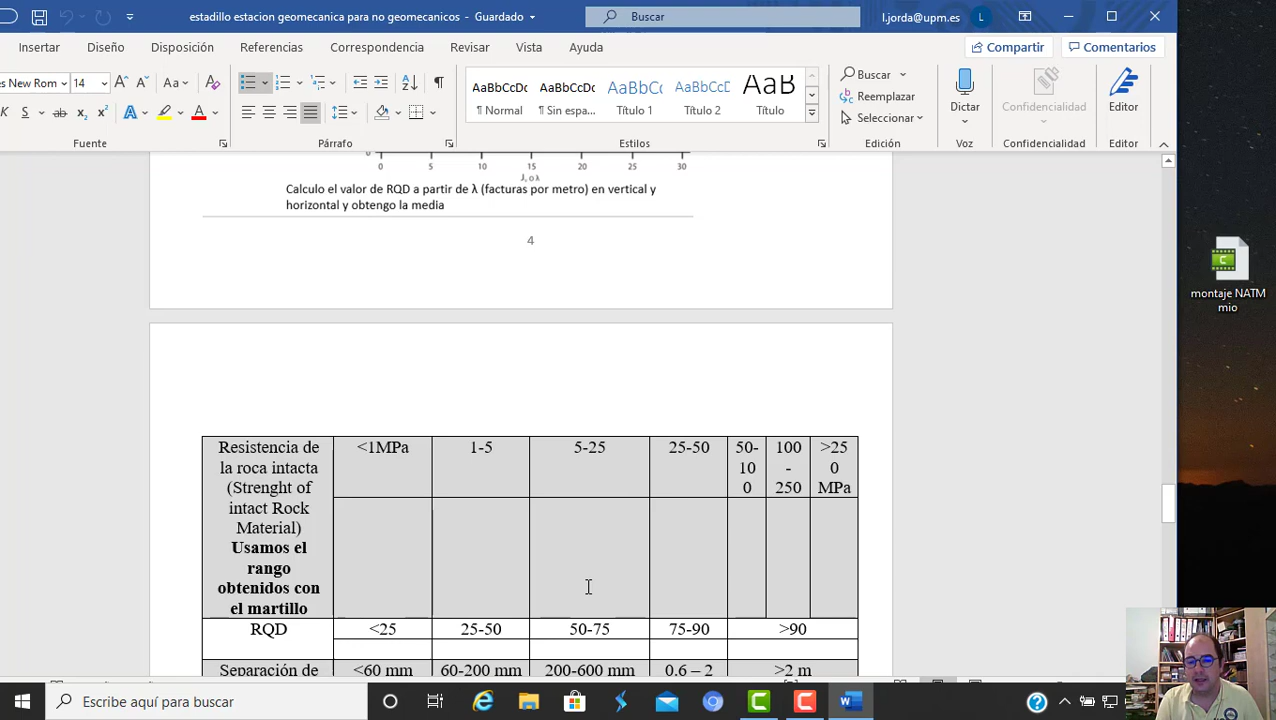 estadillo estacion geomecanica para no geomecanicos - Guardado
Buscar
l.jorda@upm.es
L
Insertar
Diseño
Disposición
Referencias
Correspondencia
Revisar
Vista
Ayuda
Compartir
Comentarios
es New Rom
14
Aa
AaBbCcDc
AaBbCcDc
AaBbCcD
AaBbCcD
AaB
¶ Normal
¶ Sin espa...
Título 1
Título 2
Título
Buscar
Reemplazar
Seleccionar
Dictar
Confidencialidad
Editor
Fuente
Párrafo
Estilos
Edición
Voz
Confidencialidad
Editor
0 5 10 15 20 25 30
Calculo el valor de RQD a partir de λ (facturas por metro) en vertical y
horizontal y obtengo la media
4
Resistencia de
la roca intacta
(Strenght of
intact Rock
Material)
Usamos el
rango
obtenidos con
el martillo
<1MPa
1-5
5-25
25-50
50-
10
0
100
-
250
>25
0
MPa
RQD
<25
25-50
50-75
75-90
>90
Separación de
<60 mm
60-200 mm
200-600 mm
0.6 – 2
>2 m
montaje NATM
mio
Escribe aquí para buscar